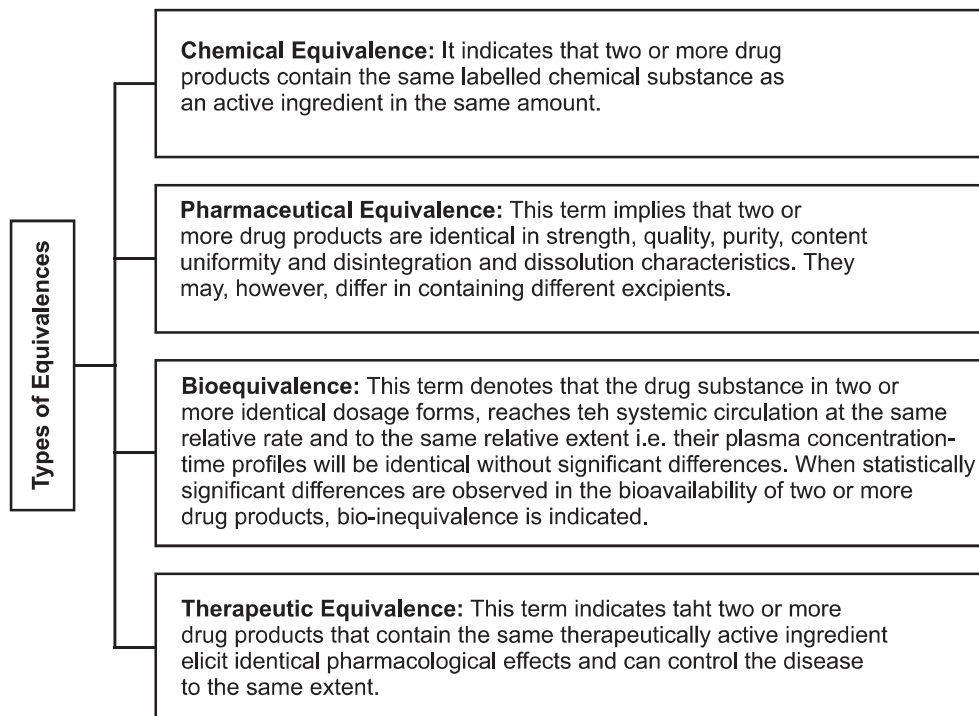 Types of Equivalences
Chemical Equivalence: It indicates that two or more drug
products contain the same labelled chemical substance as
an active ingredient in the same amount.
Pharmaceutical Equivalence: This term implies that two or
more drug products are identical in strength, quality, purity, content
uniformity and disintegration and dissolution characteristics. They
may, however, differ in containing different excipients.
Bioequivalence: This term denotes that the drug substance in two or
more identical dosage forms, reaches teh systemic circulation at the same
relative rate and to the same relative extent i.e. their plasma concentration-
time profiles will be identical without significant differences. When statistically
significant differences are observed in the bioavailability of two or more
drug products, bio-inequivalence is indicated.
Therapeutic Equivalence: This term indicates taht two or more
drug products that contain the same therapeutically active ingredient
elicit identical pharmacological effects and can control the disease
to the same extent.